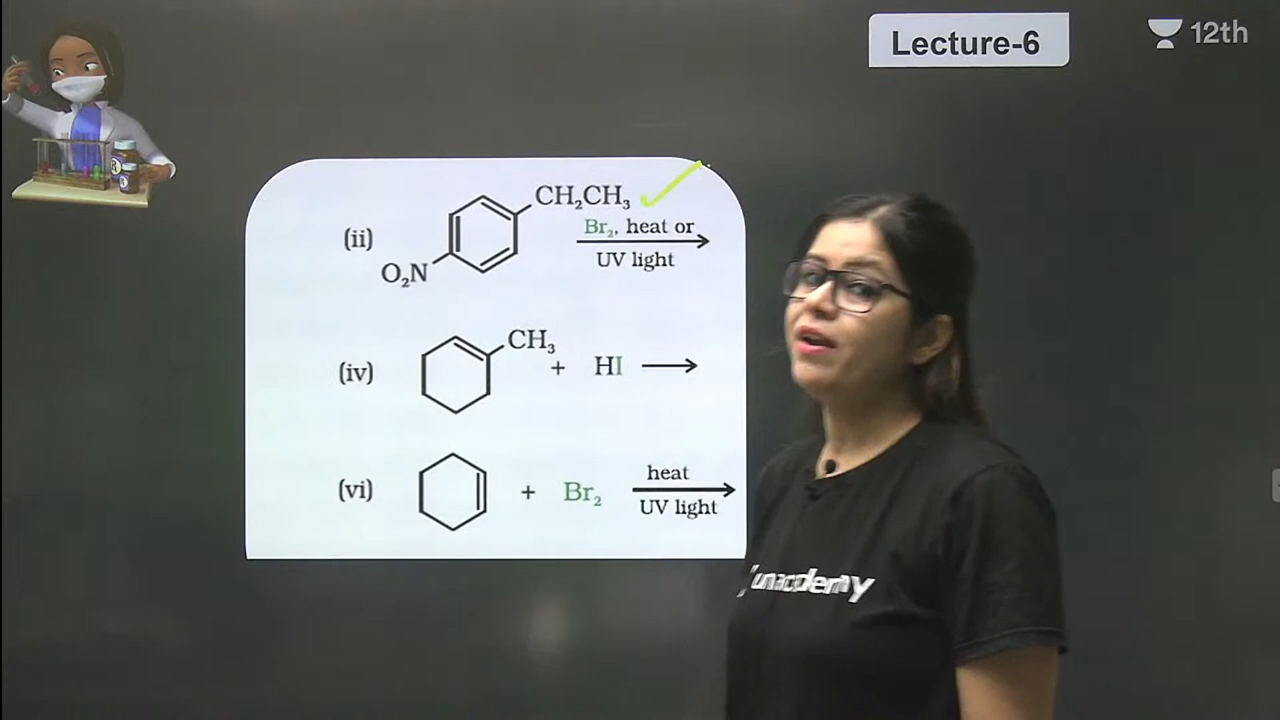 Lecture-6
12th
(ii)
CH₂CH₃
O₂N
Br₂, heat or
UV light
(iv)
CH₃
+ HI
(vi)
+ Br₂
heat
UV light
unacademy